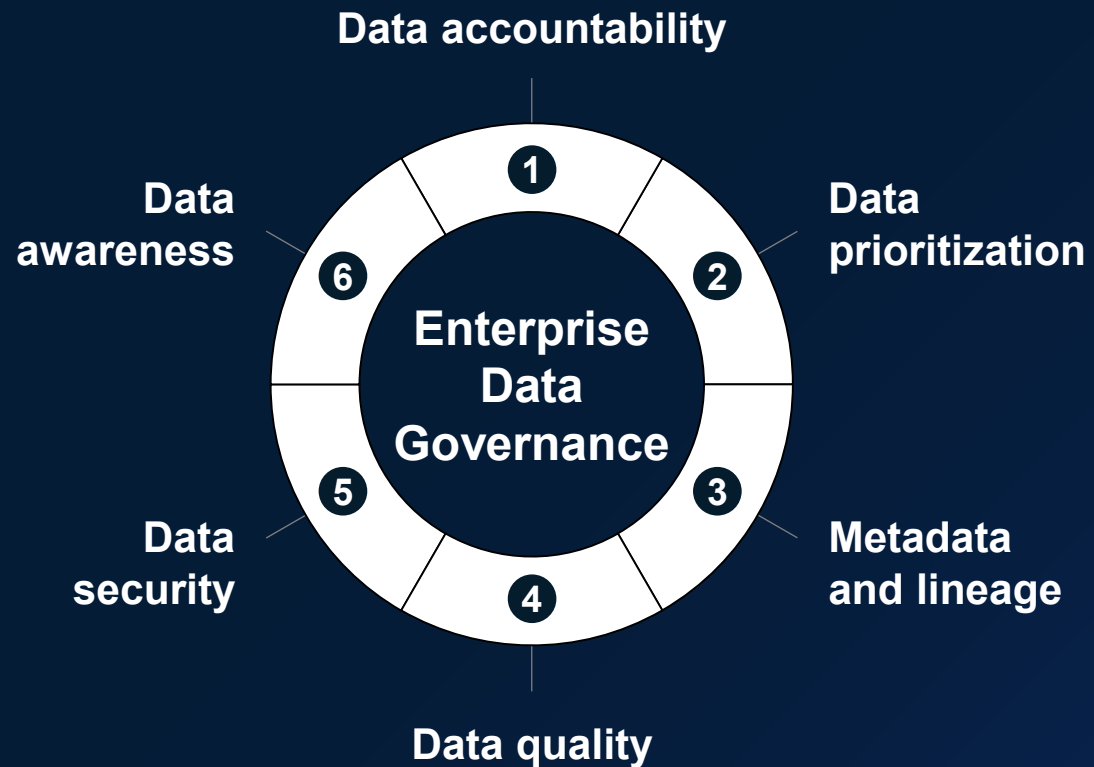 Data accountability
1
Data
prioritization
2
Metadata
and lineage
3
Data quality
4
Data
security
5
Data
awareness
6
Enterprise
Data
Governance